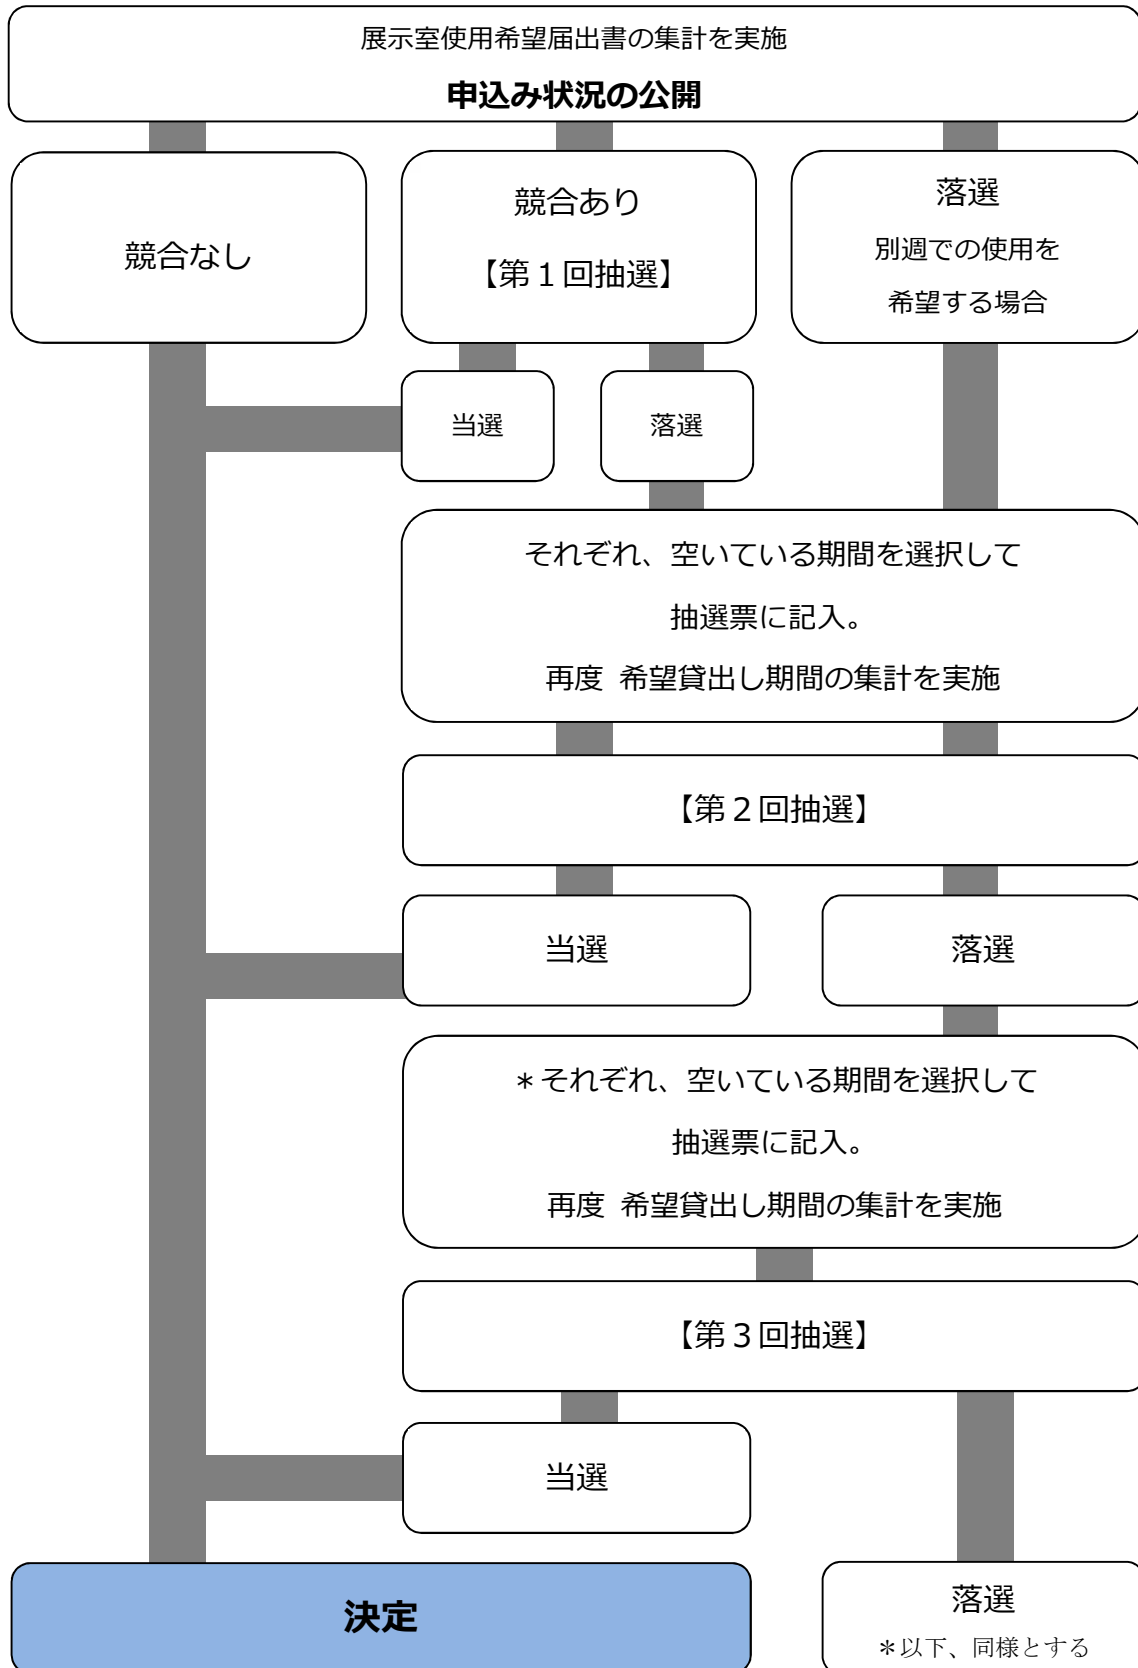 展示室使用希望届出書の集計を実施
申込み状況の公開
競合なし
競合あり
【第１回抽選】
落選
別週での使用を
希望する場合
当選
落選
それぞれ、空いている期間を選択して
抽選票に記入。
再度 希望貸出し期間の集計を実施
【第２回抽選】
当選
落選
＊それぞれ、空いている期間を選択して
抽選票に記入。
再度 希望貸出し期間の集計を実施
【第３回抽選】
当選
決定
落選
＊以下、同様とする